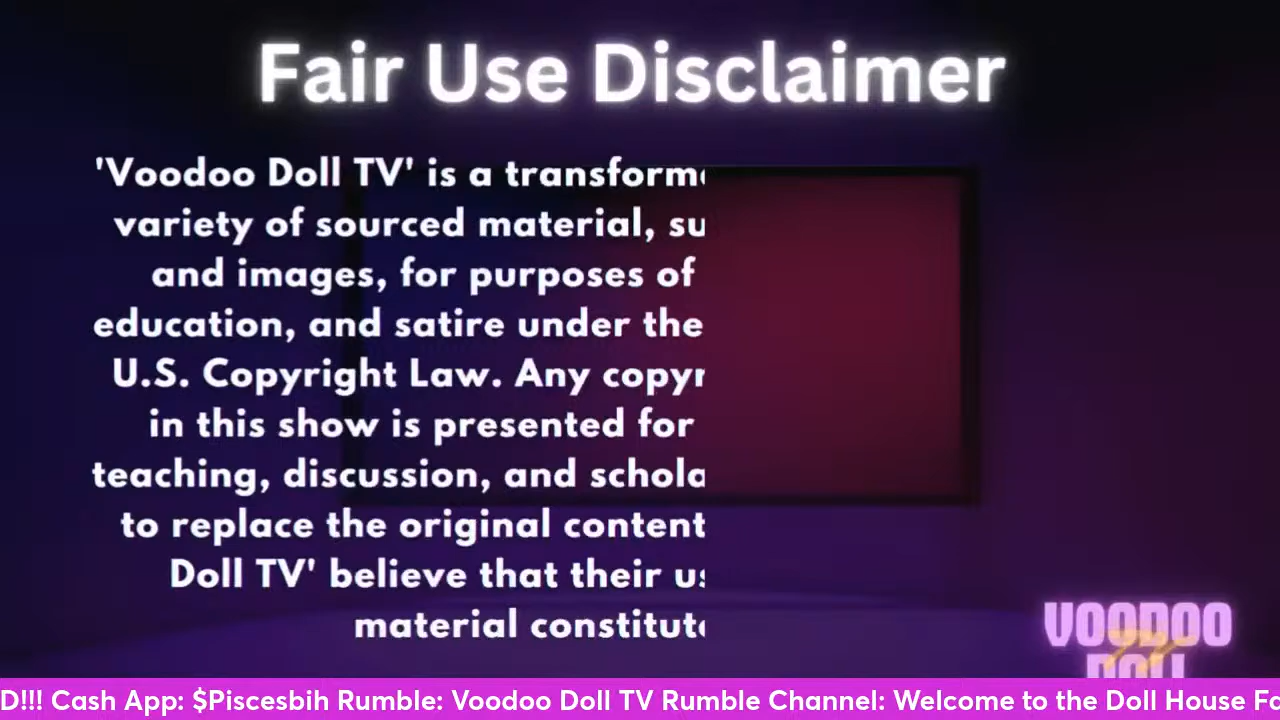 Fair Use Disclaimer
'Voodoo Doll TV' is a transform
variety of sourced material, su
and images, for purposes of
education, and satire under the
U.S. Copyright Law. Any copyr
in this show is presented for
teaching, discussion, and schola
to replace the original content
Doll TV' believe that their us
material constitut
VOODOO
DOLL
D!!! Cash App: $Piscesbih Rumble: Voodoo Doll TV Rumble Channel: Welcome to the Doll House Fa